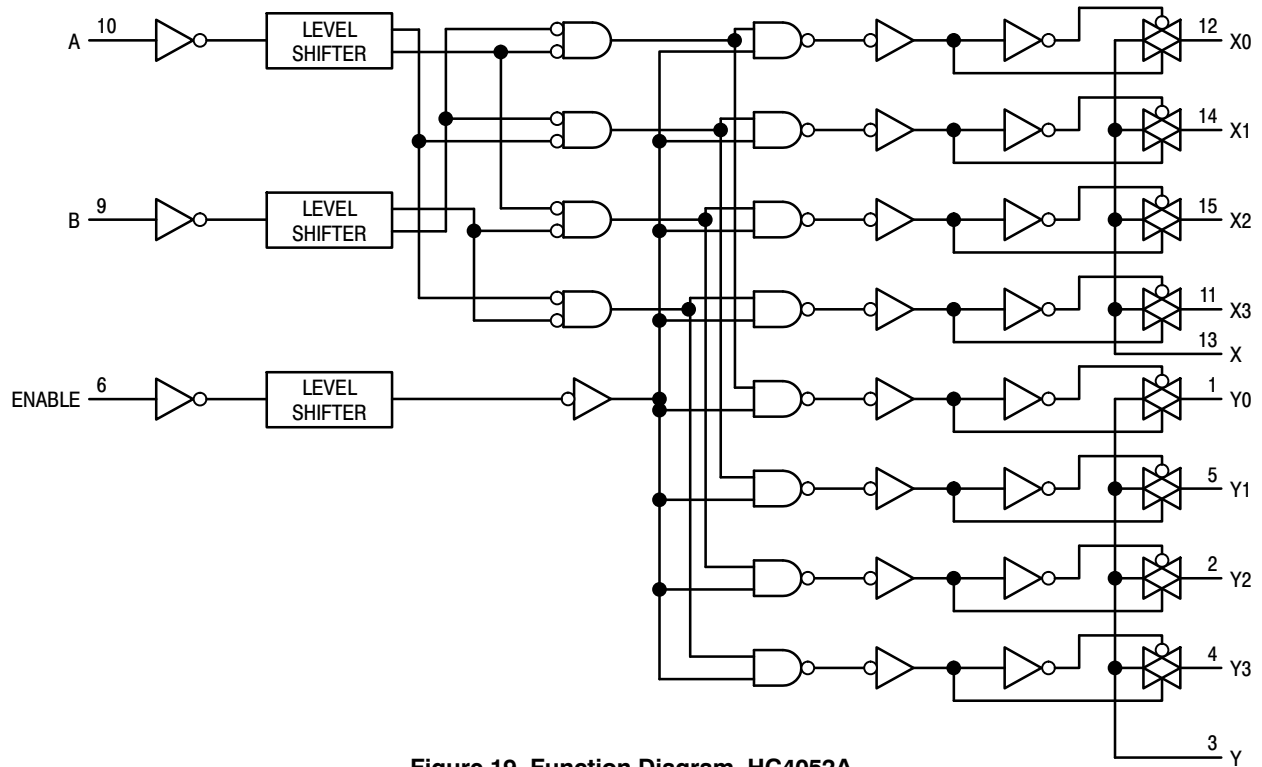 A 10
LEVEL
SHIFTER
12 X0
14 X1
B 9
LEVEL
SHIFTER
15 X2
11 X3
13 X
ENABLE 6
LEVEL
SHIFTER
1 Y0
5 Y1
2 Y2
4 Y3
3 Y
Figure 19. Function Diagram, HC4052A